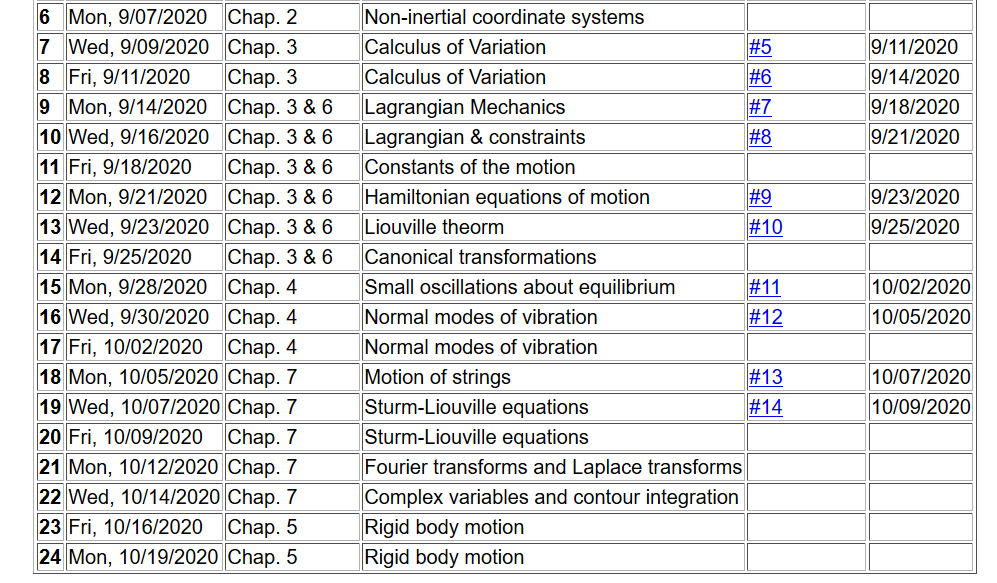 6 Mon, 9/07/2020 Chap. 2 Non-inertial coordinate systems
7 Wed, 9/09/2020 Chap. 3 Calculus of Variation #5 9/11/2020
8 Fri, 9/11/2020 Chap. 3 Calculus of Variation #6 9/14/2020
9 Mon, 9/14/2020 Chap. 3 & 6 Lagrangian Mechanics #7 9/18/2020
10 Wed, 9/16/2020 Chap. 3 & 6 Lagrangian & constraints #8 9/21/2020
11 Fri, 9/18/2020 Chap. 3 & 6 Constants of the motion
12 Mon, 9/21/2020 Chap. 3 & 6 Hamiltonian equations of motion #9 9/23/2020
13 Wed, 9/23/2020 Chap. 3 & 6 Liouville theorm #10 9/25/2020
14 Fri, 9/25/2020 Chap. 3 & 6 Canonical transformations
15 Mon, 9/28/2020 Chap. 4 Small oscillations about equilibrium #11 10/02/2020
16 Wed, 9/30/2020 Chap. 4 Normal modes of vibration #12 10/05/2020
17 Fri, 10/02/2020 Chap. 4 Normal modes of vibration
18 Mon, 10/05/2020 Chap. 7 Motion of strings #13 10/07/2020
19 Wed, 10/07/2020 Chap. 7 Sturm-Liouville equations #14 10/09/2020
20 Fri, 10/09/2020 Chap. 7 Sturm-Liouville equations
21 Mon, 10/12/2020 Chap. 7 Fourier transforms and Laplace transforms
22 Wed, 10/14/2020 Chap. 7 Complex variables and contour integration
23 Fri, 10/16/2020 Chap. 5 Rigid body motion
24 Mon, 10/19/2020 Chap. 5 Rigid body motion